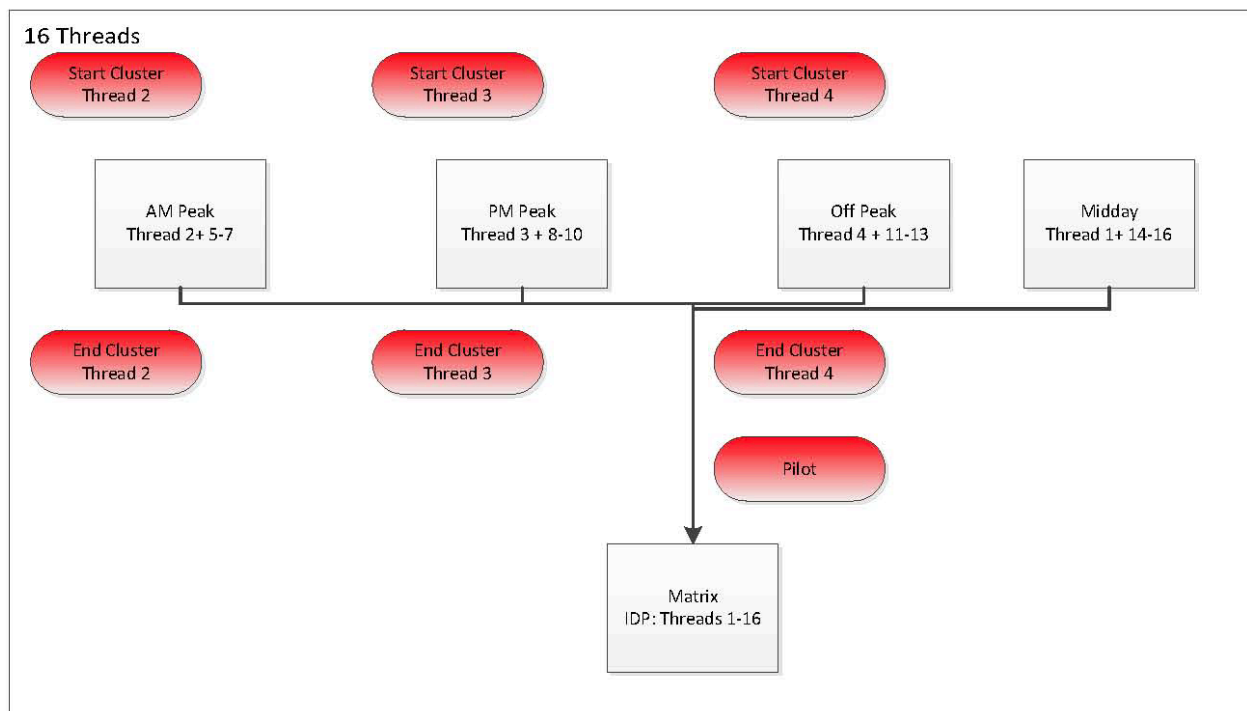 16 Threads
Start Cluster
Thread 2
Start Cluster
Thread 3
Start Cluster
Thread 4
AM Peak
Thread 2+ 5-7
PM Peak
Thread 3 + 8-10
Off Peak
Thread 4 + 11-13
Midday
Thread 1+ 14-16
End Cluster
Thread 2
End Cluster
Thread 3
End Cluster
Thread 4
Pilot
Matrix
IDP: Threads 1-16